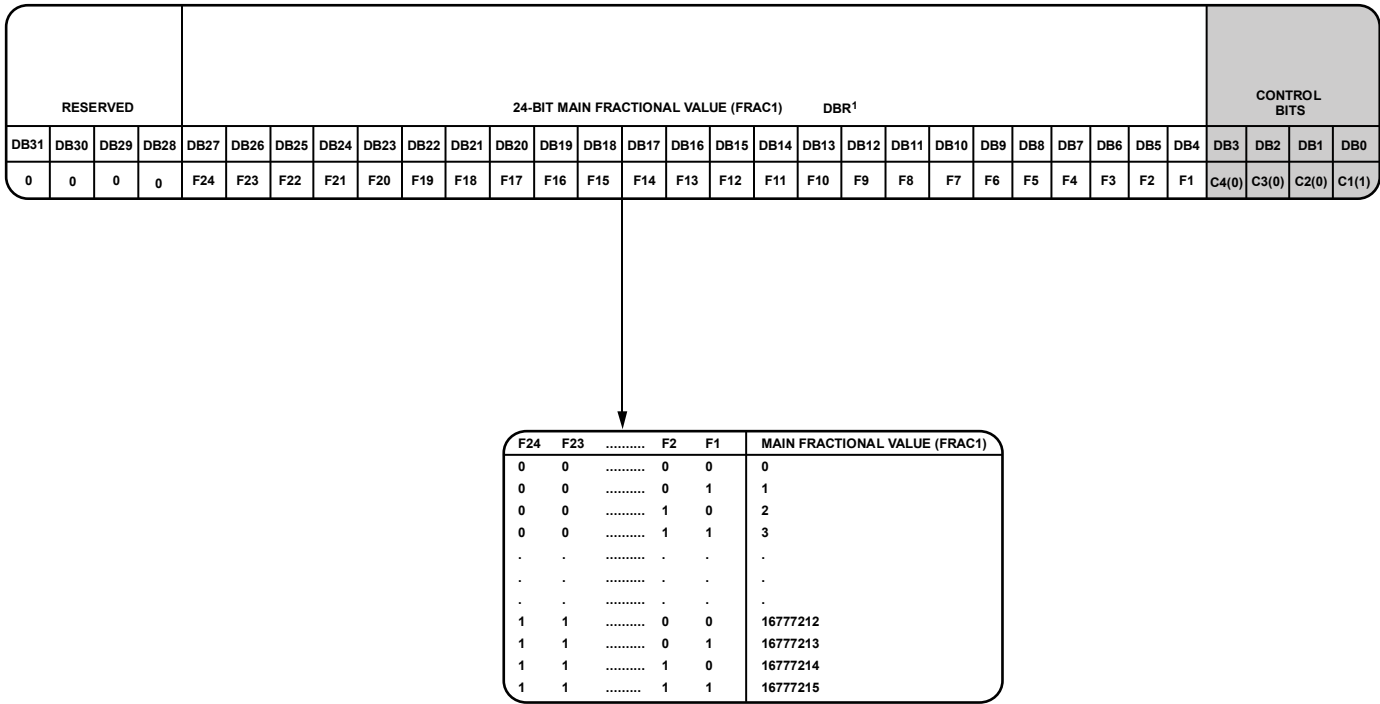 RESERVED 24-BIT MAIN FRACTIONAL VALUE (FRAC1) DBR1 CONTROL
BITS
DB31 DB30 DB29 DB28 DB27 DB26 DB25 DB24 DB23 DB22 DB21 DB20 DB19 DB18 DB17 DB16 DB15 DB14 DB13 DB12 DB11 DB10 DB9 DB8 DB7 DB6 DB5 DB4 DB3 DB2 DB1 DB0
0 0 0 0 F24 F23 F22 F21 F20 F19 F18 F17 F16 F15 F14 F13 F12 F11 F10 F9 F8 F7 F6 F5 F4 F3 F2 F1 C4(0) C3(0) C2(0) C1(1)
F24 F23 .......... F2 F1 MAIN FRACTIONAL VALUE (FRAC1)
0 0 .......... 0 0 0
0 0 .......... 0 1 1
0 0 .......... 1 0 2
0 0 .......... 1 1 3
. . .......... . . .
. . .......... . . .
. . .......... . . .
1 1 .......... 0 0 16777212
1 1 .......... 0 1 16777213
1 1 .......... 1 0 16777214
1 1 ......... 1 1 16777215